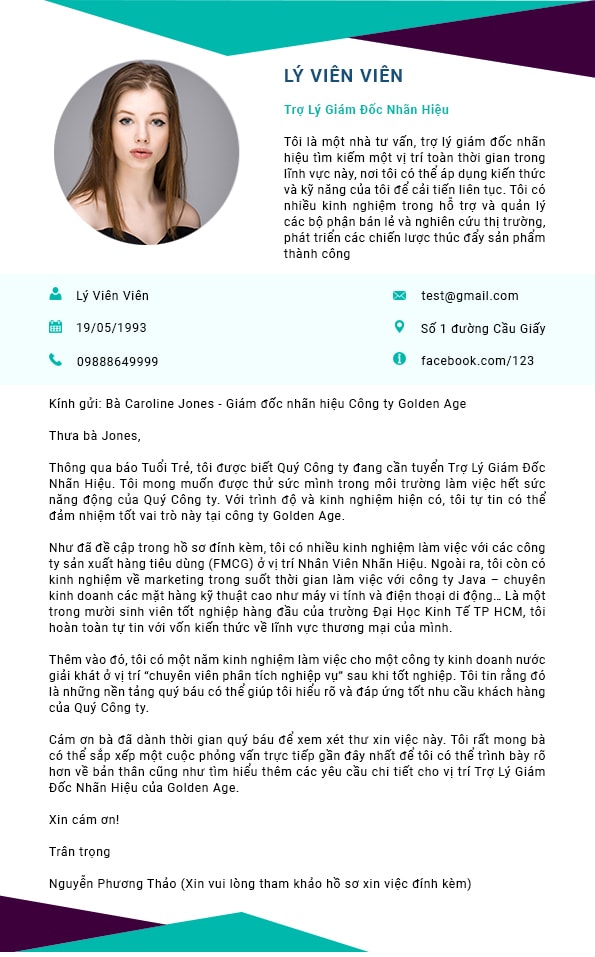 LÝ VIÊN VIÊN
Trợ Lý Giám Đốc Nhãn Hiệu
Tôi là một nhà tư vấn, trợ lý giám đốc nhãn
hiệu tìm kiếm một vị trí toàn thời gian trong
lĩnh vực này, nơi tôi có thể áp dụng kiến thức
và kỹ năng của tôi để cải tiến liên tục. Tôi có
nhiều kinh nghiệm trong hỗ trợ và quản lý
các bộ phận bán lẻ và nghiên cứu thị trường,
phát triển các chiến lược thúc đẩy sản phẩm
thành công
Lý Viên Viên
test@gmail.com
19/05/1993
Số 1 đường Cầu Giấy
09888649999
facebook.com/123
Kính gửi: Bà Caroline Jones - Giám đốc nhãn hiệu Công ty Golden Age
Thưa bà Jones,
Thông qua báo Tuổi Trẻ, tôi được biết Quý Công ty đang cần tuyển Trợ Lý Giám Đốc
Nhãn Hiệu. Tôi mong muốn được thử sức mình trong môi trường làm việc hết sức
năng động của Quý Công ty. Với trình độ và kinh nghiệm hiện có, tôi tự tin có thể
đảm nhiệm tốt vai trò này tại công ty Golden Age.
Như đã đề cập trong hồ sơ đính kèm, tôi có nhiều kinh nghiệm làm việc với các công
ty sản xuất hàng tiêu dùng (FMCG) ở vị trí Nhân Viên Nhãn Hiệu. Ngoài ra, tôi còn có
kinh nghiệm về marketing trong suốt thời gian làm việc với công ty Java – chuyên
kinh doanh các mặt hàng kỹ thuật cao như máy vi tính và điện thoại di động… Là một
trong mười sinh viên tốt nghiệp hàng đầu của trường Đại Học Kinh Tế TP HCM, tôi
hoàn toàn tự tin với vốn kiến thức về lĩnh vực thương mại của mình.
Thêm vào đó, tôi có một năm kinh nghiệm làm việc cho một công ty kinh doanh nước
giải khát ở vị trí “chuyên viên phân tích nghiệp vụ” sau khi tốt nghiệp. Tôi tin rằng đó
là những nền tảng quý báu có thể giúp tôi hiểu rõ và đáp ứng tốt nhu cầu khách hàng
của Quý Công ty.
Cám ơn bà đã dành thời gian quý báu để xem xét thư xin việc này. Tôi rất mong bà
có thể sắp xếp một cuộc phỏng vấn trực tiếp gần đây nhất để tôi có thể trình bày rõ
hơn về bản thân cũng như tìm hiểu thêm các yêu cầu chi tiết cho vị trí Trợ Lý Giám
Đốc Nhãn Hiệu của Golden Age.
Xin cám ơn!
Trân trọng
Nguyễn Phương Thảo (Xin vui lòng tham khảo hồ sơ xin việc đính kèm)